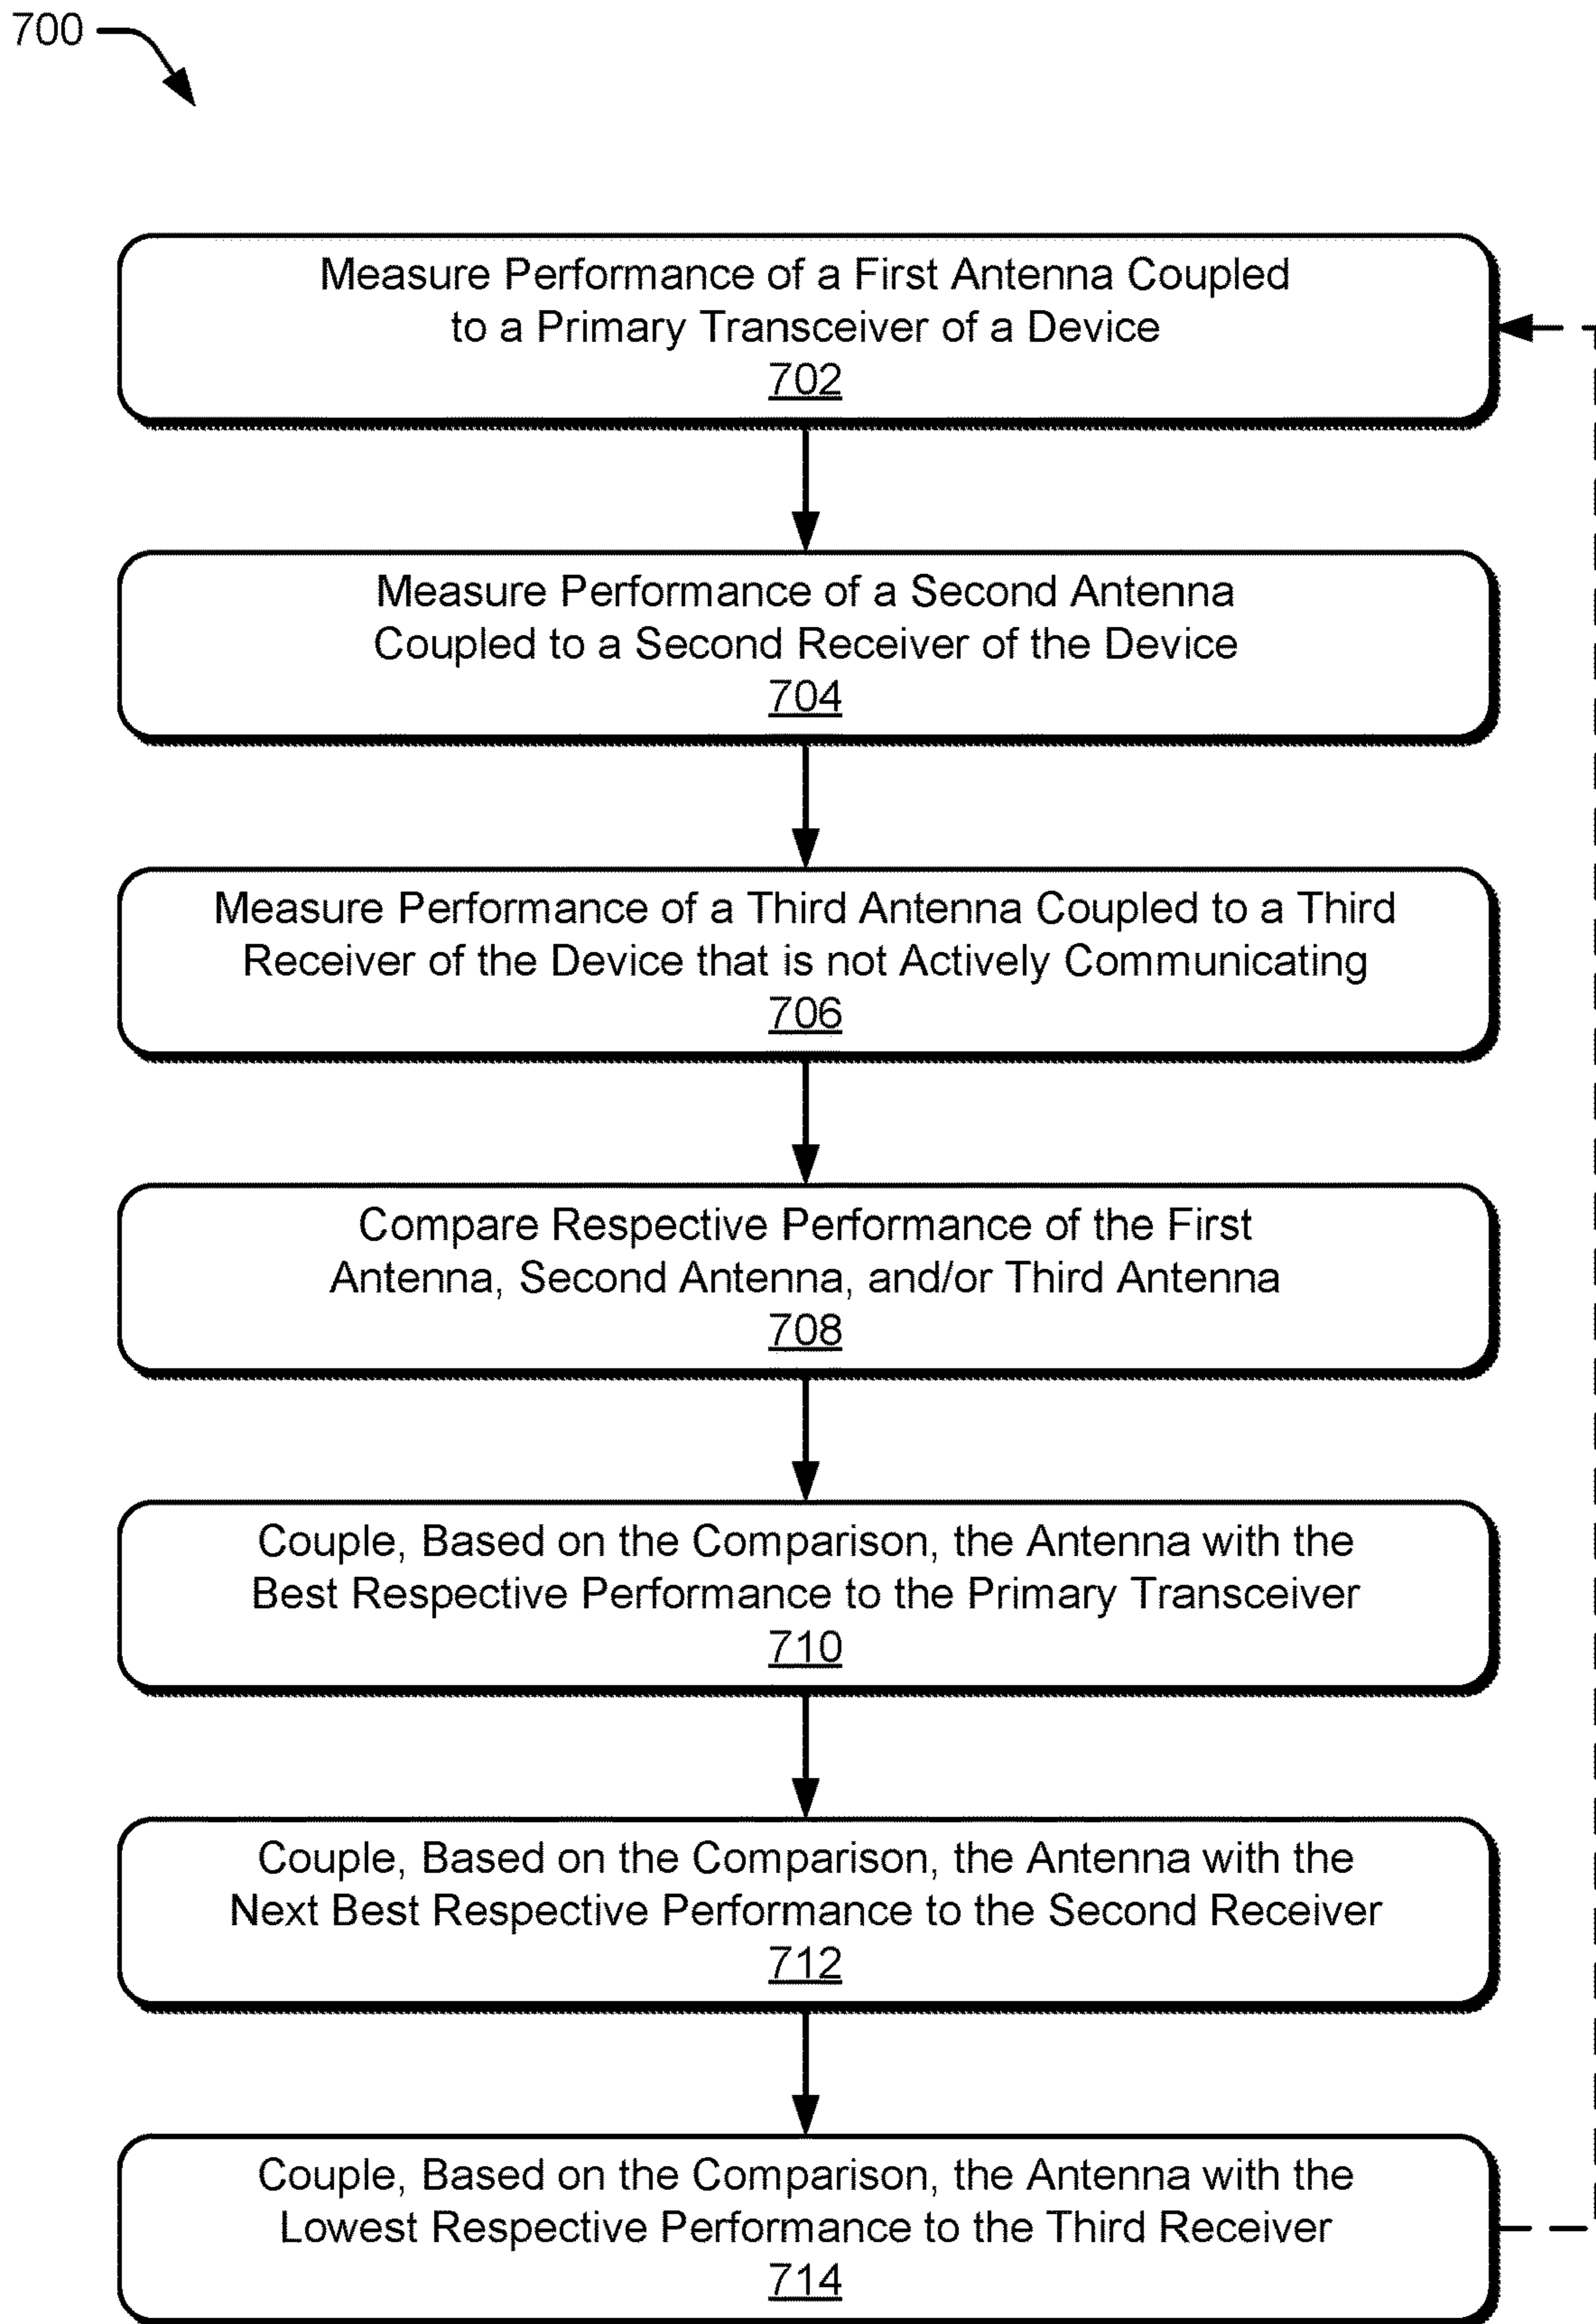 700
Measure Performance of a First Antenna Coupled
to a Primary Transceiver of a Device
702
Measure Performance of a Second Antenna
Coupled to a Second Receiver of the Device
704
Measure Performance of a Third Antenna Coupled to a Third
Receiver of the Device that is not Actively Communicating
706
Compare Respective Performance of the First
Antenna, Second Antenna, and/or Third Antenna
708
Couple, Based on the Comparison, the Antenna with the
Best Respective Performance to the Primary Transceiver
710
Couple, Based on the Comparison, the Antenna with the
Next Best Respective Performance to the Second Receiver
712
Couple, Based on the Comparison, the Antenna with the
Lowest Respective Performance to the Third Receiver
714